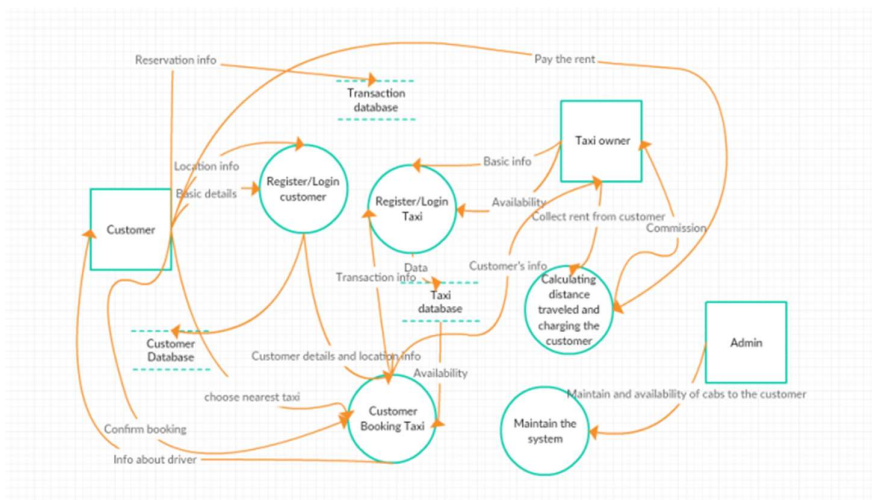 Reservation info
Pay the rent
Transaction
database
Taxi owner
Location info
Basic info
Basic details
Register/Login
customer
Register/Login
Taxi
Availability
Collect rent from customer
Customer
Commission
Data
Customer's info
Transaction info
Taxi
database
Calculating
distance
traveled and
charging the
customer
Admin
Customer
Database
Customer details and location info
Availability
choose nearest taxi
Maintain and availability of cabs to the customer
Customer
Booking Taxi
Confirm booking
Maintain the
system
Info about driver